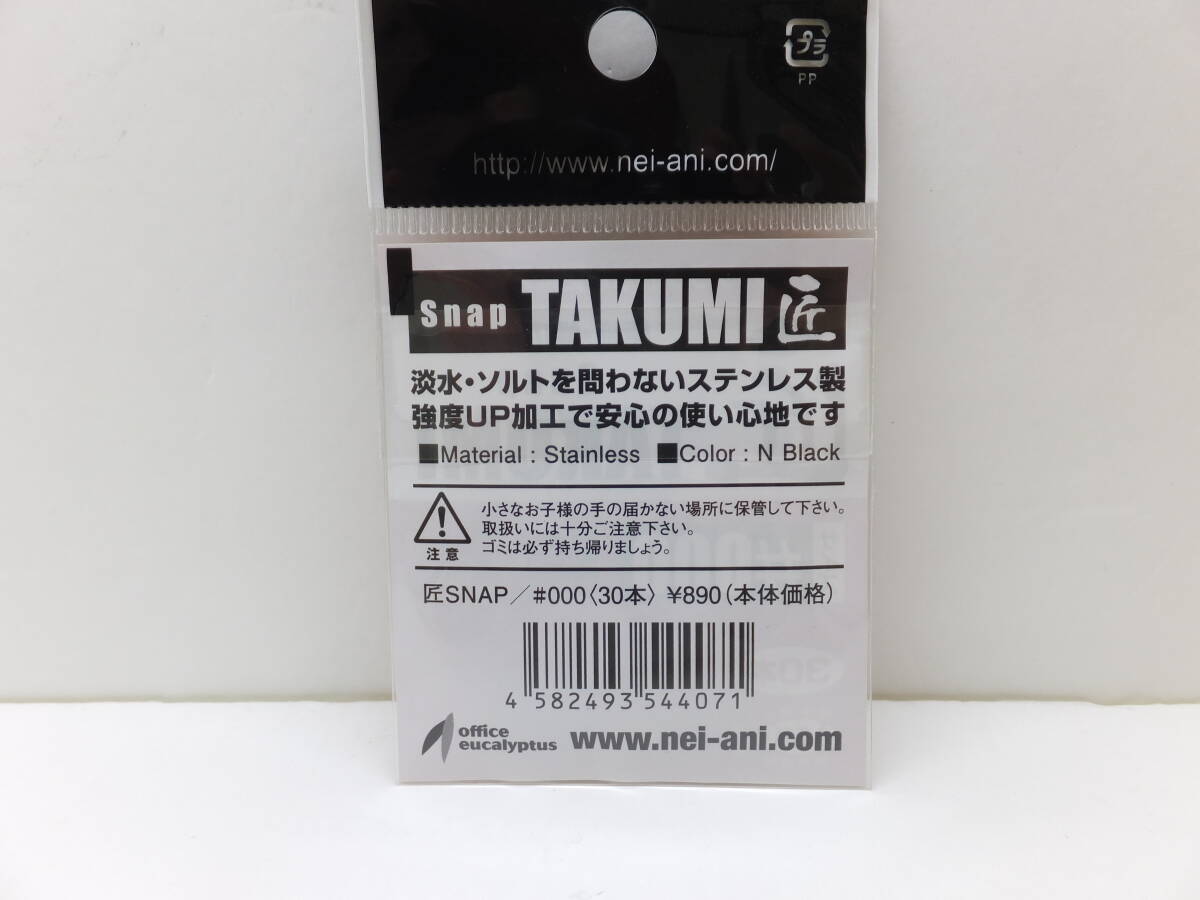 プラ
PP
http://www.nei-ani.com/
Snap TAKUMI 匠
淡水・ソルトを問わないステンレス製
強度UP加工で安心の使い心地です
■Material : Stainless ■Color : N Black
小さなお子様の手の届かない場所に保管して下さい。
取扱いには十分ご注意下さい。
ゴミは必ず持ち帰りましょう。
注意
匠SNAP／#000〈30本〉 ¥890(本体価格)
4 582493 544071
office
eucalyptus www.nei-ani.com